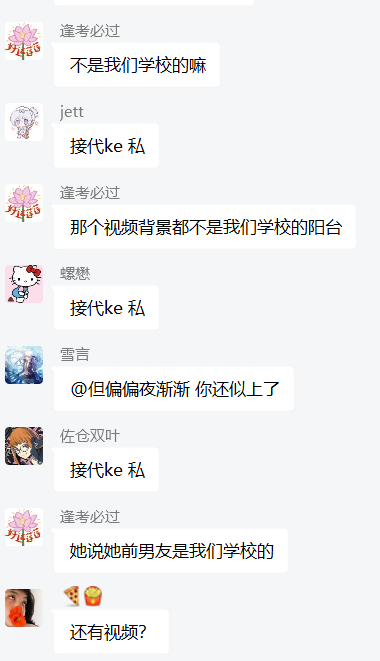 逢考必过
不是我们学校的嘛
jett
接代ke 私
逢考必过
那个视频背景都不是我们学校的阳台
螺懋
接代ke 私
雪言
@但偏偏夜渐渐 你还似上了
佐仓双叶
接代ke 私
逢考必过
她说她前男友是我们学校的
🍕🍟
还有视频？